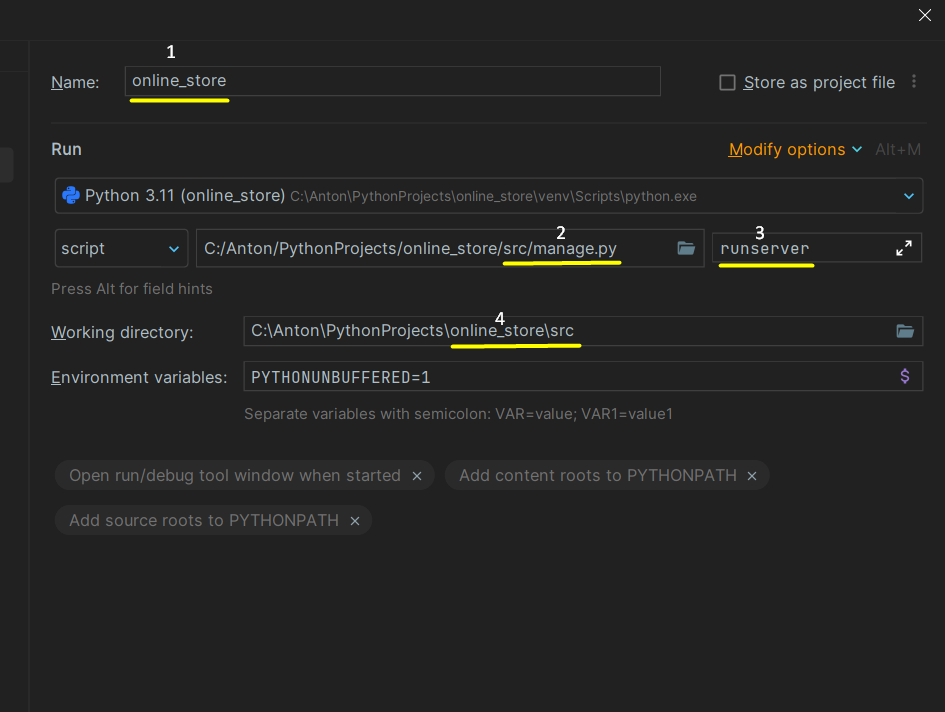 1
Name: online_store Store as project file
Run Modify options Alt+M
Python 3.11 (online_store) C:\Anton\PythonProjects\online_store\venv\Scripts\python.exe
2 3
script C:/Anton/PythonProjects/online_store/src/manage.py runserver
Press Alt for field hints
4
Working directory: C:\Anton\PythonProjects\online_store\src
Environment variables: PYTHONUNBUFFERED=1 $
Separate variables with semicolon: VAR=value; VAR1=value1
Open run/debug tool window when started × Add content roots to PYTHONPATH ×
Add source roots to PYTHONPATH ×